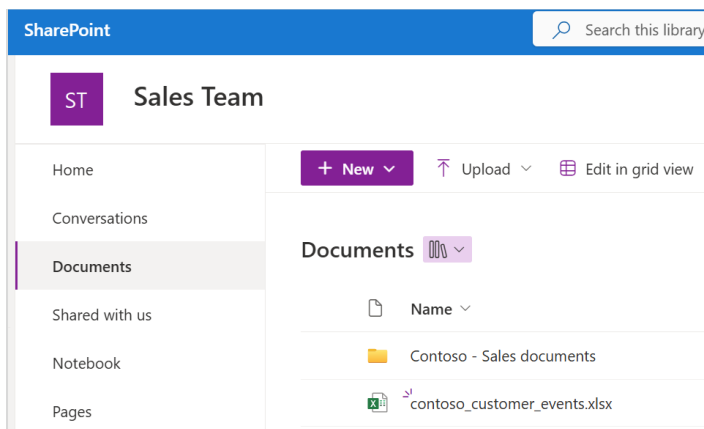 SharePoint
Search this library
ST
Sales Team
Home
Conversations
Documents
Shared with us
Notebook
Pages
New
Upload
Edit in grid view
Documents
Name
Contoso - Sales documents
contoso_customer_events.xlsx